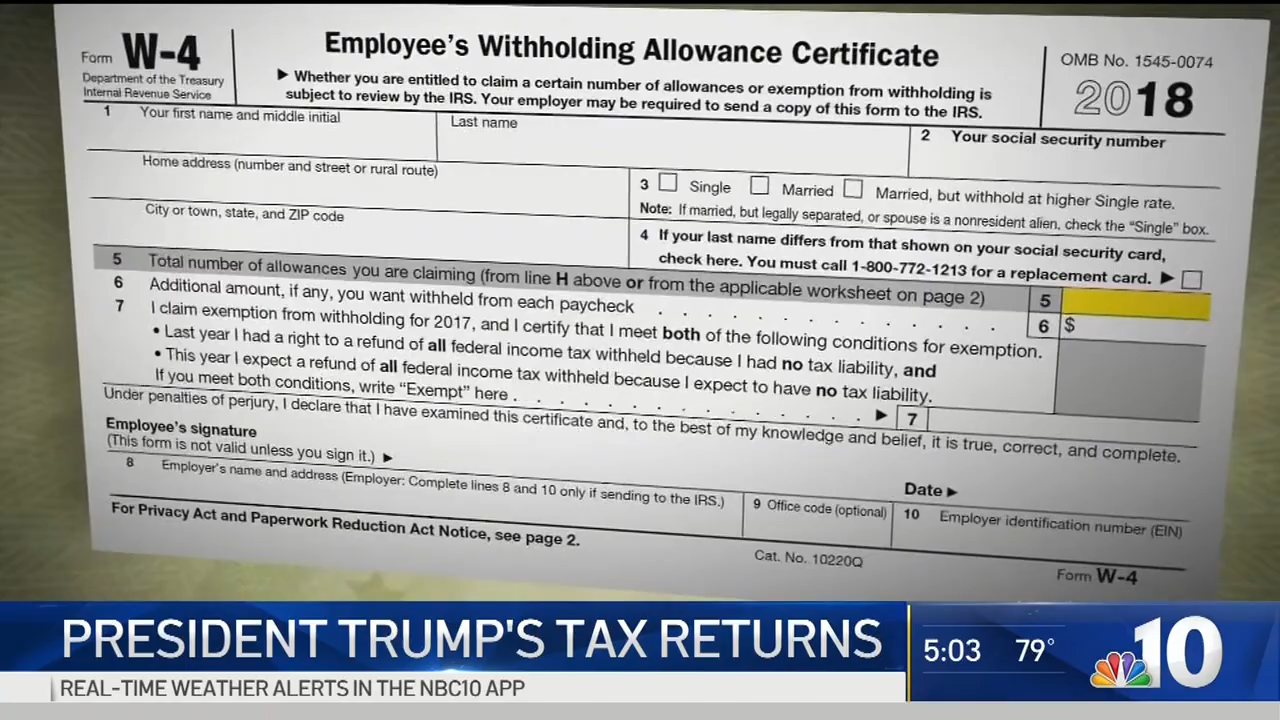 Form W-4
Department of the Treasury
Internal Revenue Service
Employee's Withholding Allowance Certificate
▶ Whether you are entitled to claim a certain number of allowances or exemption from withholding is
subject to review by the IRS. Your employer may be required to send a copy of this form to the IRS.
OMB No. 1545-0074
2018
1 Your first name and middle initial
Last name
2 Your social security number
Home address (number and street or rural route)
3 Single Married Married, but withhold at higher Single rate.
Note: If married, but legally separated, or spouse is a nonresident alien, check the “Single” box.
City or town, state, and ZIP code
4 If your last name differs from that shown on your social security card,
check here. You must call 1-800-772-1213 for a replacement card. ▶
5 Total number of allowances you are claiming (from line H above or from the applicable worksheet on page 2) 5
6 Additional amount, if any, you want withheld from each paycheck . . . . . . . . . . . . . . 6 $
7 I claim exemption from withholding for 2017, and I certify that I meet both of the following conditions for exemption.
• Last year I had a right to a refund of all federal income tax withheld because I had no tax liability, and
• This year I expect a refund of all federal income tax withheld because I expect to have no tax liability.
If you meet both conditions, write “Exempt” here . . . . . . . . . . . . . . . ▶ 7
Under penalties of perjury, I declare that I have examined this certificate and, to the best of my knowledge and belief, it is true, correct, and complete.
Employee's signature
(This form is not valid unless you sign it.) ▶
Date ▶
8 Employer's name and address (Employer: Complete lines 8 and 10 only if sending to the IRS.)
9 Office code (optional)
10 Employer identification number (EIN)
For Privacy Act and Paperwork Reduction Act Notice, see page 2.
Cat. No. 10220Q
Form W-4
PRESIDENT TRUMP'S TAX RETURNS
5:03 79° 10
REAL-TIME WEATHER ALERTS IN THE NBC10 APP